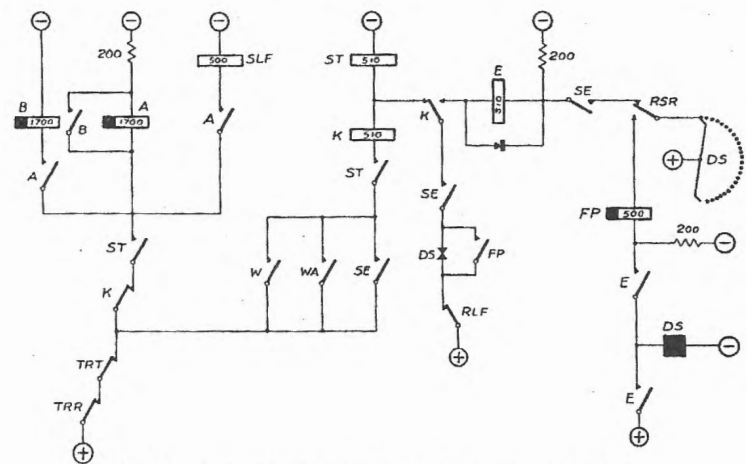 200
500 SLF
ST 510
B 1700
B
A 1700
A
A
K 510
ST
K
E 510
200
SE
RSR
DS
FP 500
200
SE
DS
FP
RLF
ST
K
W
WA
SE
E
DS
E
TRT
TRR